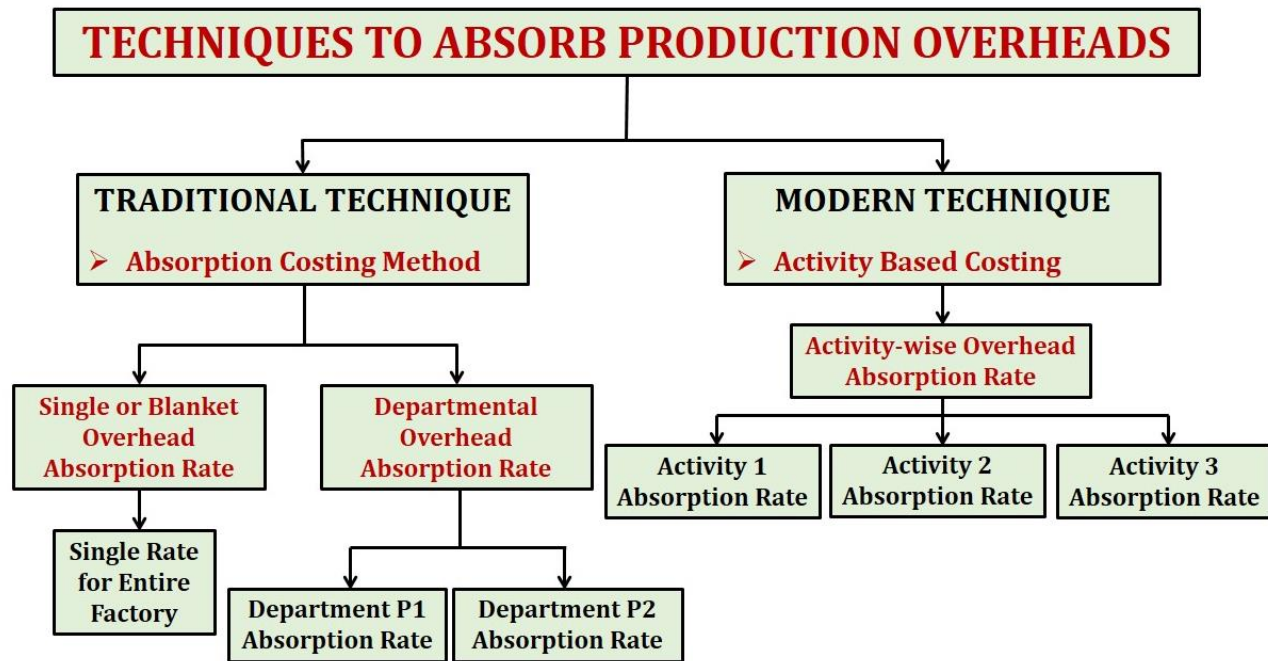 TECHNIQUES TO ABSORB PRODUCTION OVERHEADS
TRADITIONAL TECHNIQUE
➢ Absorption Costing Method
MODERN TECHNIQUE
➢ Activity Based Costing
Single or Blanket
Overhead
Absorption Rate
Departmental
Overhead
Absorption Rate
Activity-wise Overhead
Absorption Rate
Single Rate
for Entire
Factory
Department P1
Absorption Rate
Department P2
Absorption Rate
Activity 1
Absorption Rate
Activity 2
Absorption Rate
Activity 3
Absorption Rate